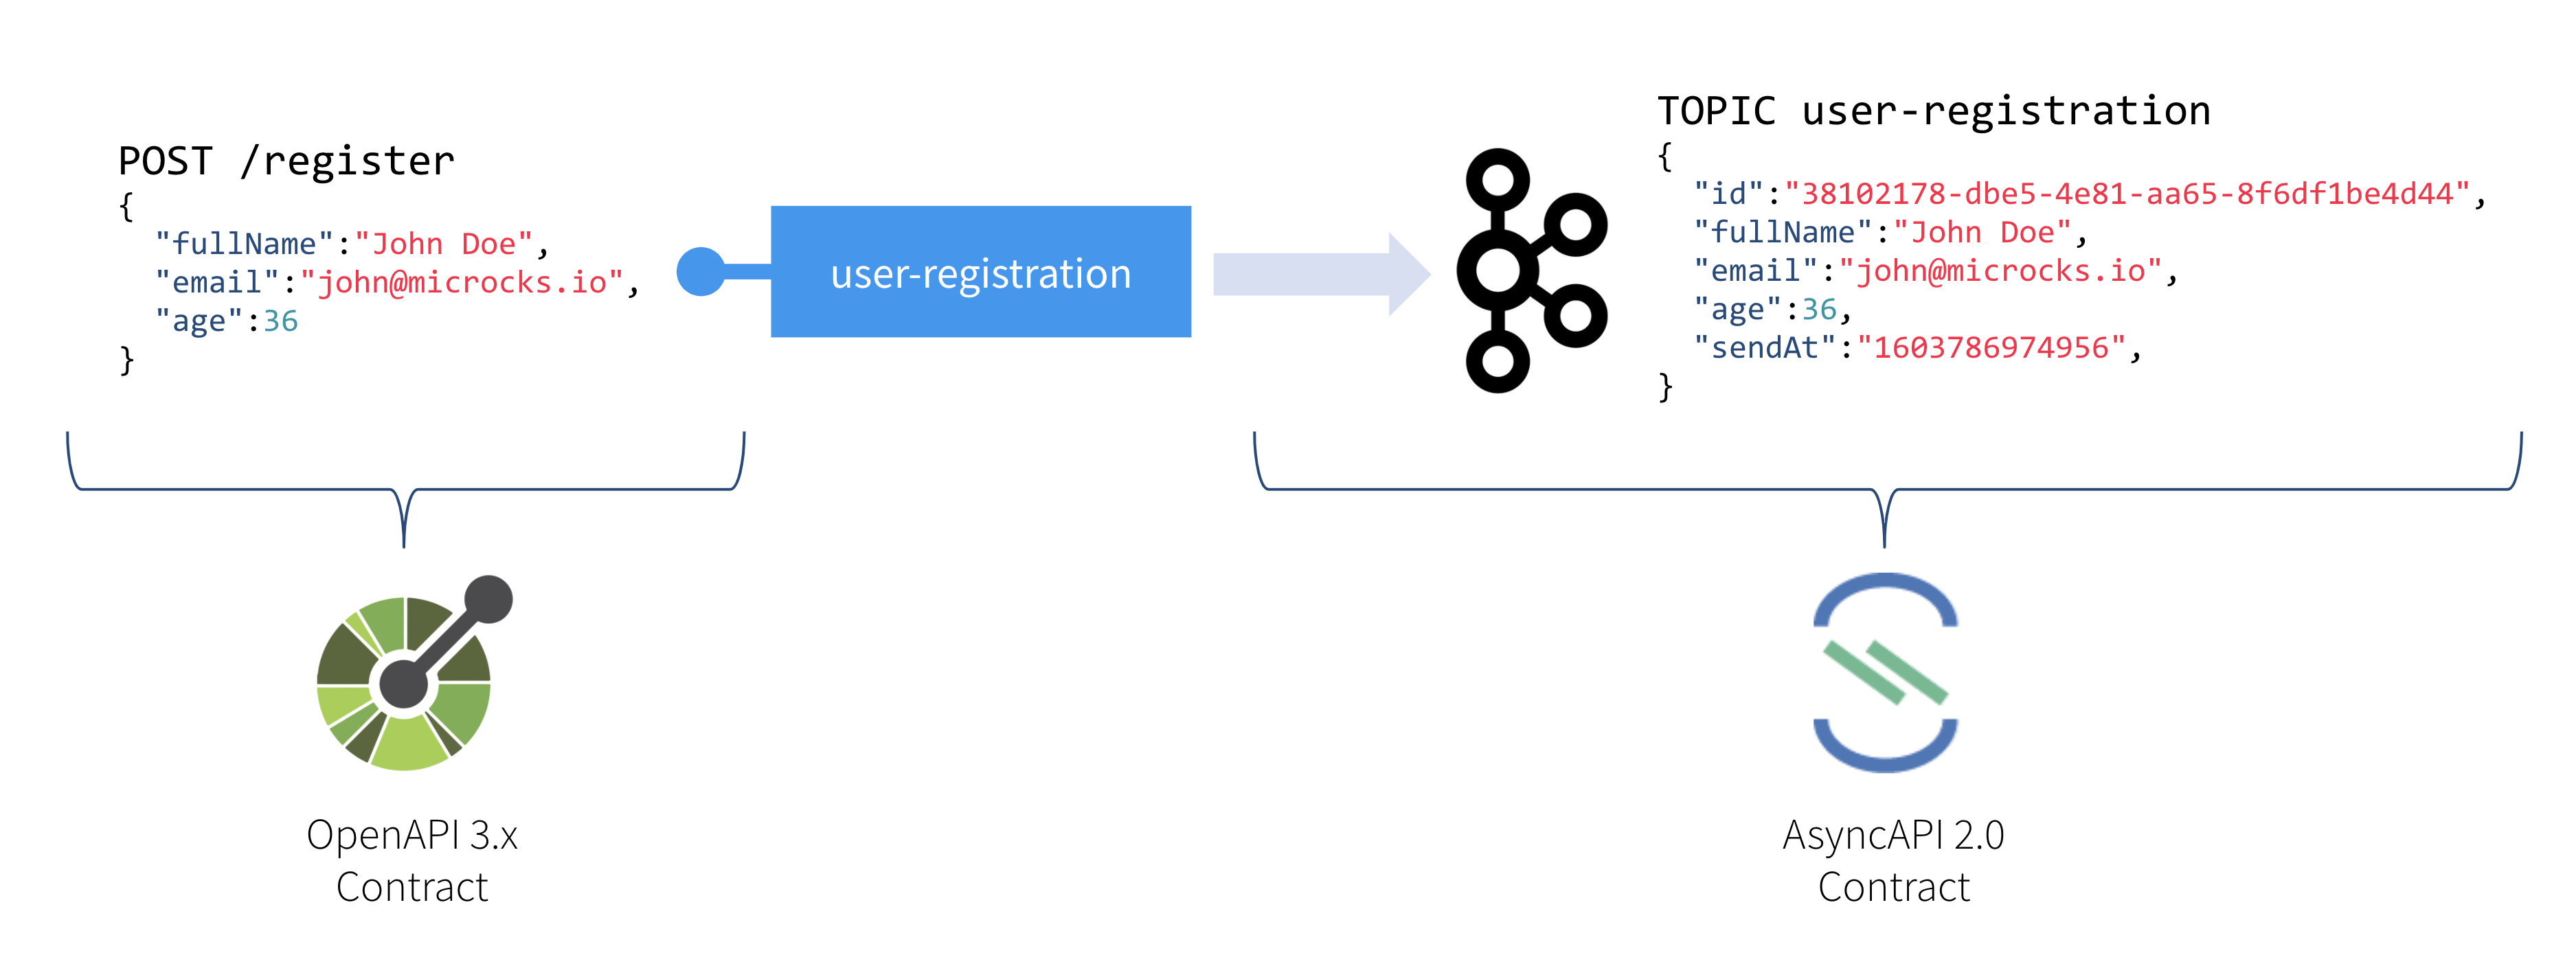 POST /register
{
"fullName":"John Doe",
"email":"john@microcks.io",
"age":36
}
user-registration
TOPIC user-registration
{
"id":"38102178-dbe5-4e81-aa65-8f6df1be4d44",
"fullName":"John Doe",
"email":"john@microcks.io",
"age":36,
"sendAt":"1603786974956",
}
OpenAPI 3.x
Contract
AsyncAPI 2.0
Contract